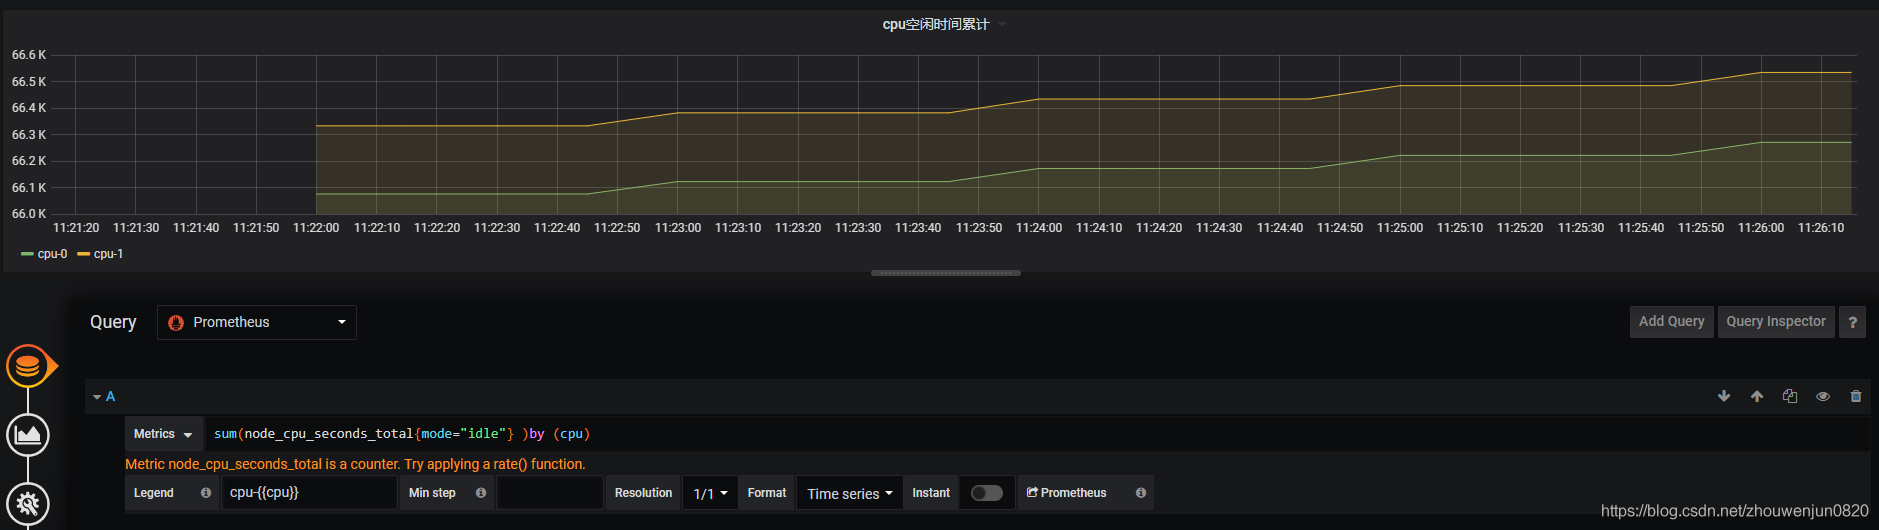 cpu空闲时间累计
66.6 K
66.5 K
66.4 K
66.3 K
66.2 K
66.1 K
66.0 K
11:21:20 11:21:30 11:21:40 11:21:50 11:22:00 11:22:10 11:22:20 11:22:30 11:22:40 11:22:50 11:23:00 11:23:10 11:23:20 11:23:30 11:23:40 11:23:50 11:24:00 11:24:10 11:24:20 11:24:30 11:24:40 11:24:50 11:25:00 11:25:10 11:25:20 11:25:30 11:25:40 11:25:50 11:26:00 11:26:10
cpu-0 cpu-1
Query Prometheus Add Query Query Inspector ?
A
Metrics sum(node_cpu_seconds_total{mode="idle"} )by (cpu)
Metric node_cpu_seconds_total is a counter. Try applying a rate() function.
Legend cpu-{{cpu}} Min step Resolution 1/1 Format Time series Instant Prometheus
https://blog.csdn.net/zhouwenjun0820